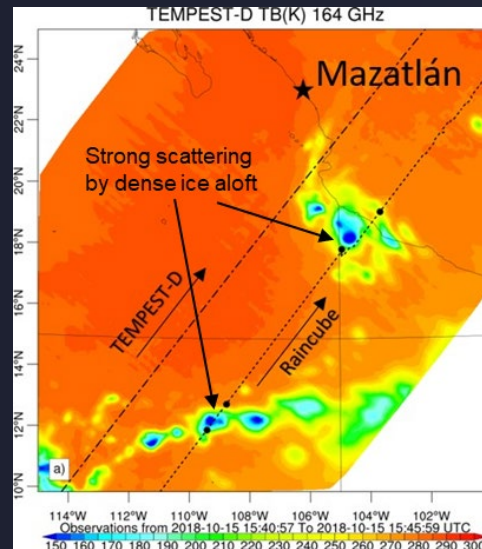 TEMPEST-D TB(K) 164 GHz
24°N
22°N
20°N
18°N
16°N
14°N
12°N
10°N
Mazatlán
Strong scattering
by dense ice aloft
TEMPEST-D
Raincube
a)
114°W 112°W 110°W 108°W 106°W 104°W 102°W
Observations from 2018-10-15 15:40:57 To 2018-10-15 15:45:59 UTC
150 160 170 180 190 200 210 220 230 240 250 260 270 280 290 300